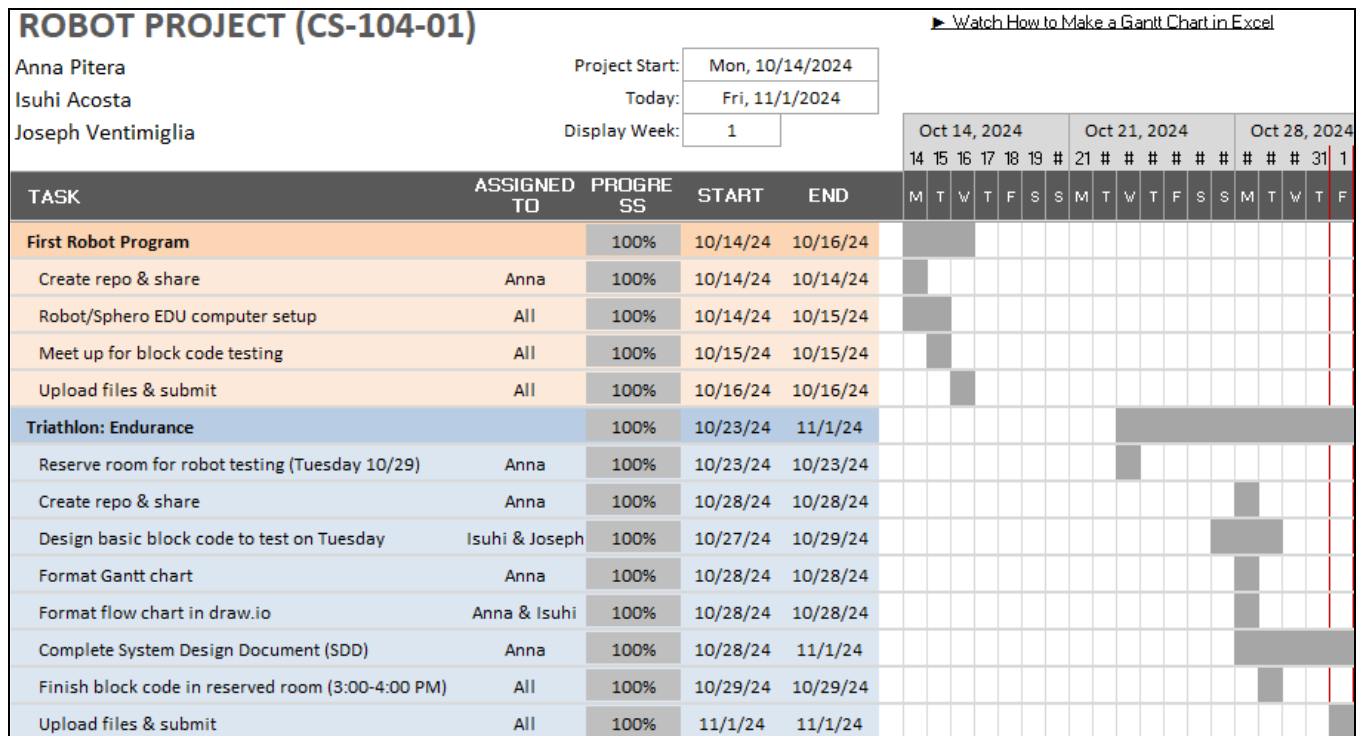 ROBOT PROJECT (CS-104-01)
► Watch How to Make a Gantt Chart in Excel
Anna Pitera
Project Start: Mon, 10/14/2024
Isuhi Acosta
Today: Fri, 11/1/2024
Joseph Ventimiglia
Display Week: 1
Oct 14, 2024 Oct 21, 2024 Oct 28, 2024
14 15 16 17 18 19 # 21 # # # # # # # # # 31 1
TASK ASSIGNED TO PROGRESS START END M T W T F S S M T W T F S S M T W T F
First Robot Program 100% 10/14/24 10/16/24
Create repo & share Anna 100% 10/14/24 10/14/24
Robot/Sphero EDU computer setup All 100% 10/14/24 10/15/24
Meet up for block code testing All 100% 10/15/24 10/15/24
Upload files & submit All 100% 10/16/24 10/16/24
Triathlon: Endurance 100% 10/23/24 11/1/24
Reserve room for robot testing (Tuesday 10/29) Anna 100% 10/23/24 10/23/24
Create repo & share Anna 100% 10/28/24 10/28/24
Design basic block code to test on Tuesday Isuhi & Joseph 100% 10/27/24 10/29/24
Format Gantt chart Anna 100% 10/28/24 10/28/24
Format flow chart in draw.io Anna & Isuhi 100% 10/28/24 10/28/24
Complete System Design Document (SDD) Anna 100% 10/28/24 11/1/24
Finish block code in reserved room (3:00-4:00 PM) All 100% 10/29/24 10/29/24
Upload files & submit All 100% 11/1/24 11/1/24